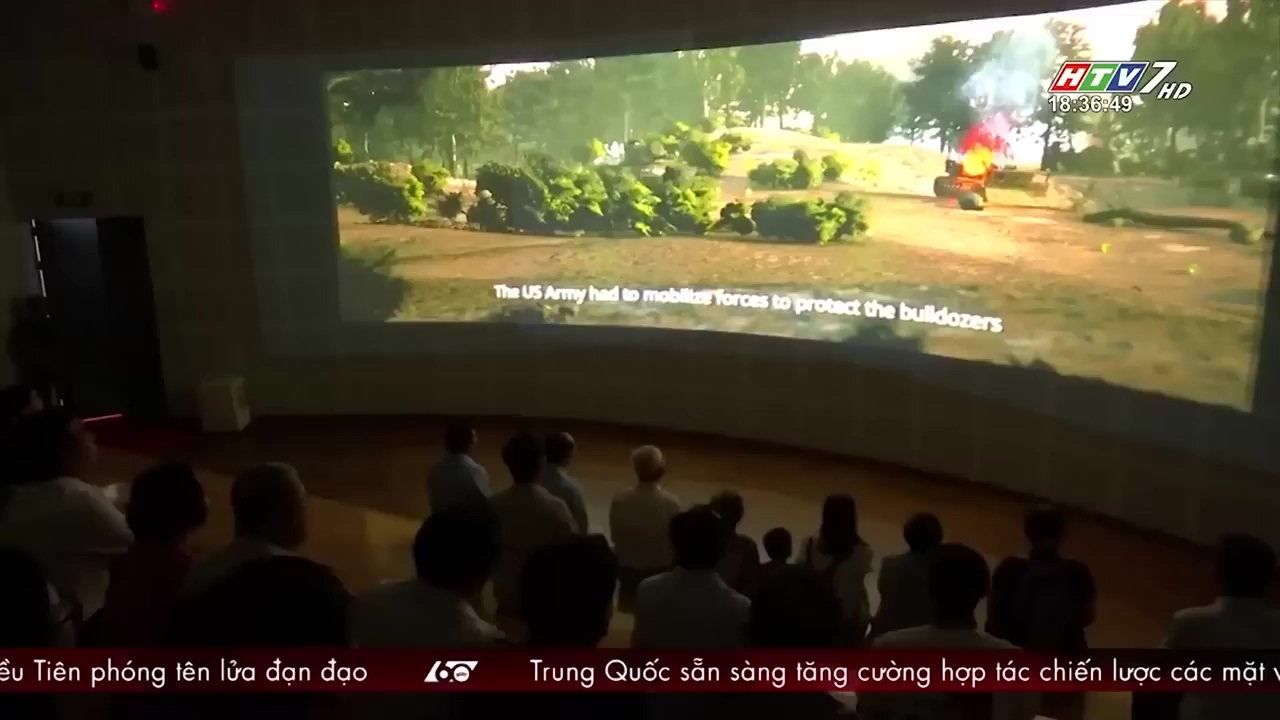 HTV7 HD
18:36:49
The US Army had to mobilize forces to protect the bulldozers
ều Tiên phóng tên lửa đạn đạo
60 Trung Quốc sẵn sàng tăng cường hợp tác chiến lược các mặt v